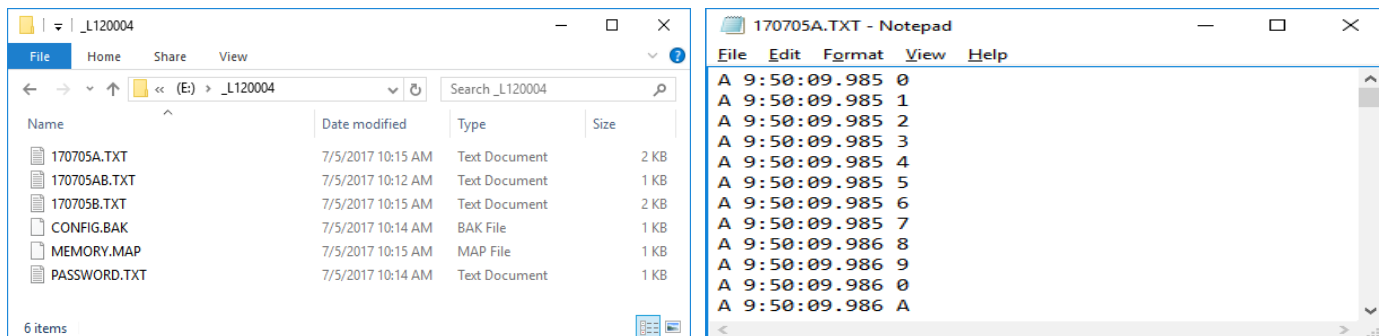 _L120004
File Home Share View
(E:) _L120004 Search _L120004
Name Date modified Type Size
170705A.TXT 7/5/2017 10:15 AM Text Document 2 KB
170705AB.TXT 7/5/2017 10:12 AM Text Document 1 KB
170705B.TXT 7/5/2017 10:15 AM Text Document 2 KB
CONFIG.BAK 7/5/2017 10:14 AM BAK File 1 KB
MEMORY.MAP 7/5/2017 10:15 AM MAP File 1 KB
PASSWORD.TXT 7/5/2017 10:14 AM Text Document 1 KB
6 items
170705A.TXT - Notepad
File Edit Format View Help
A 9:50:09.985 0
A 9:50:09.985 1
A 9:50:09.985 2
A 9:50:09.985 3
A 9:50:09.985 4
A 9:50:09.985 5
A 9:50:09.985 6
A 9:50:09.985 7
A 9:50:09.986 8
A 9:50:09.986 9
A 9:50:09.986 0
A 9:50:09.986 A